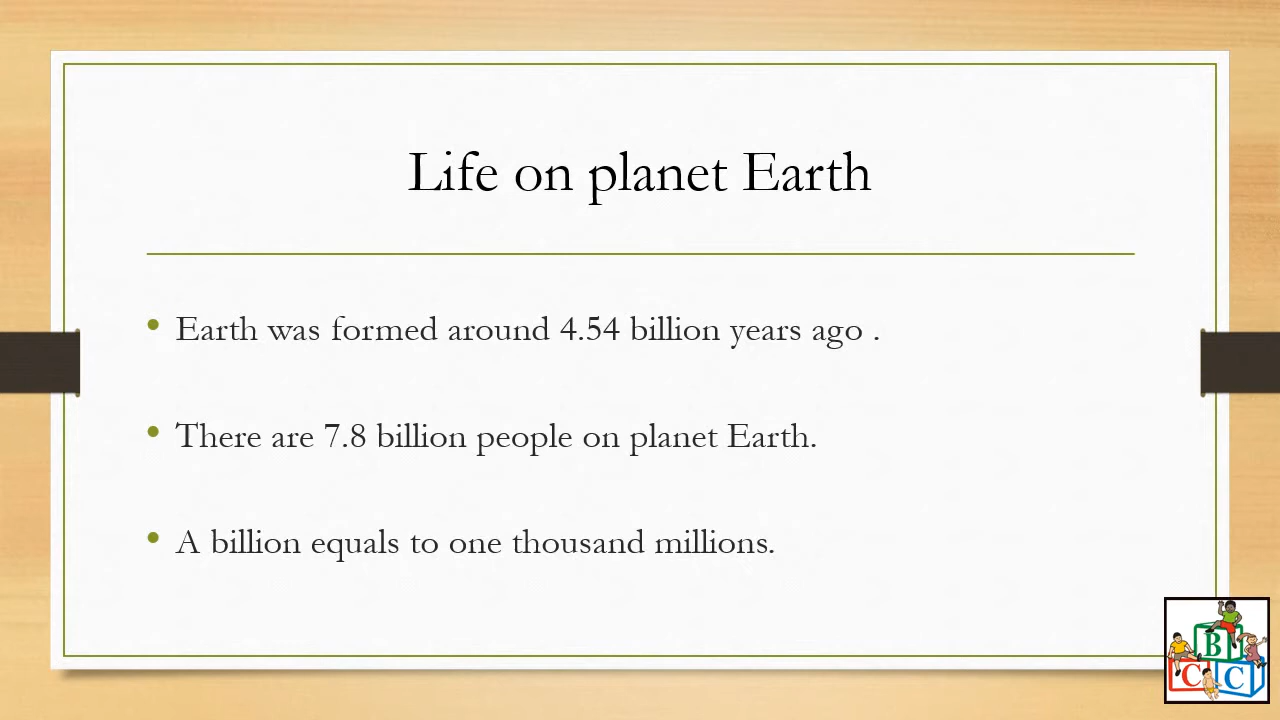 Life on planet Earth
• Earth was formed around 4.54 billion years ago .
• There are 7.8 billion people on planet Earth.
• A billion equals to one thousand millions.
B
C C